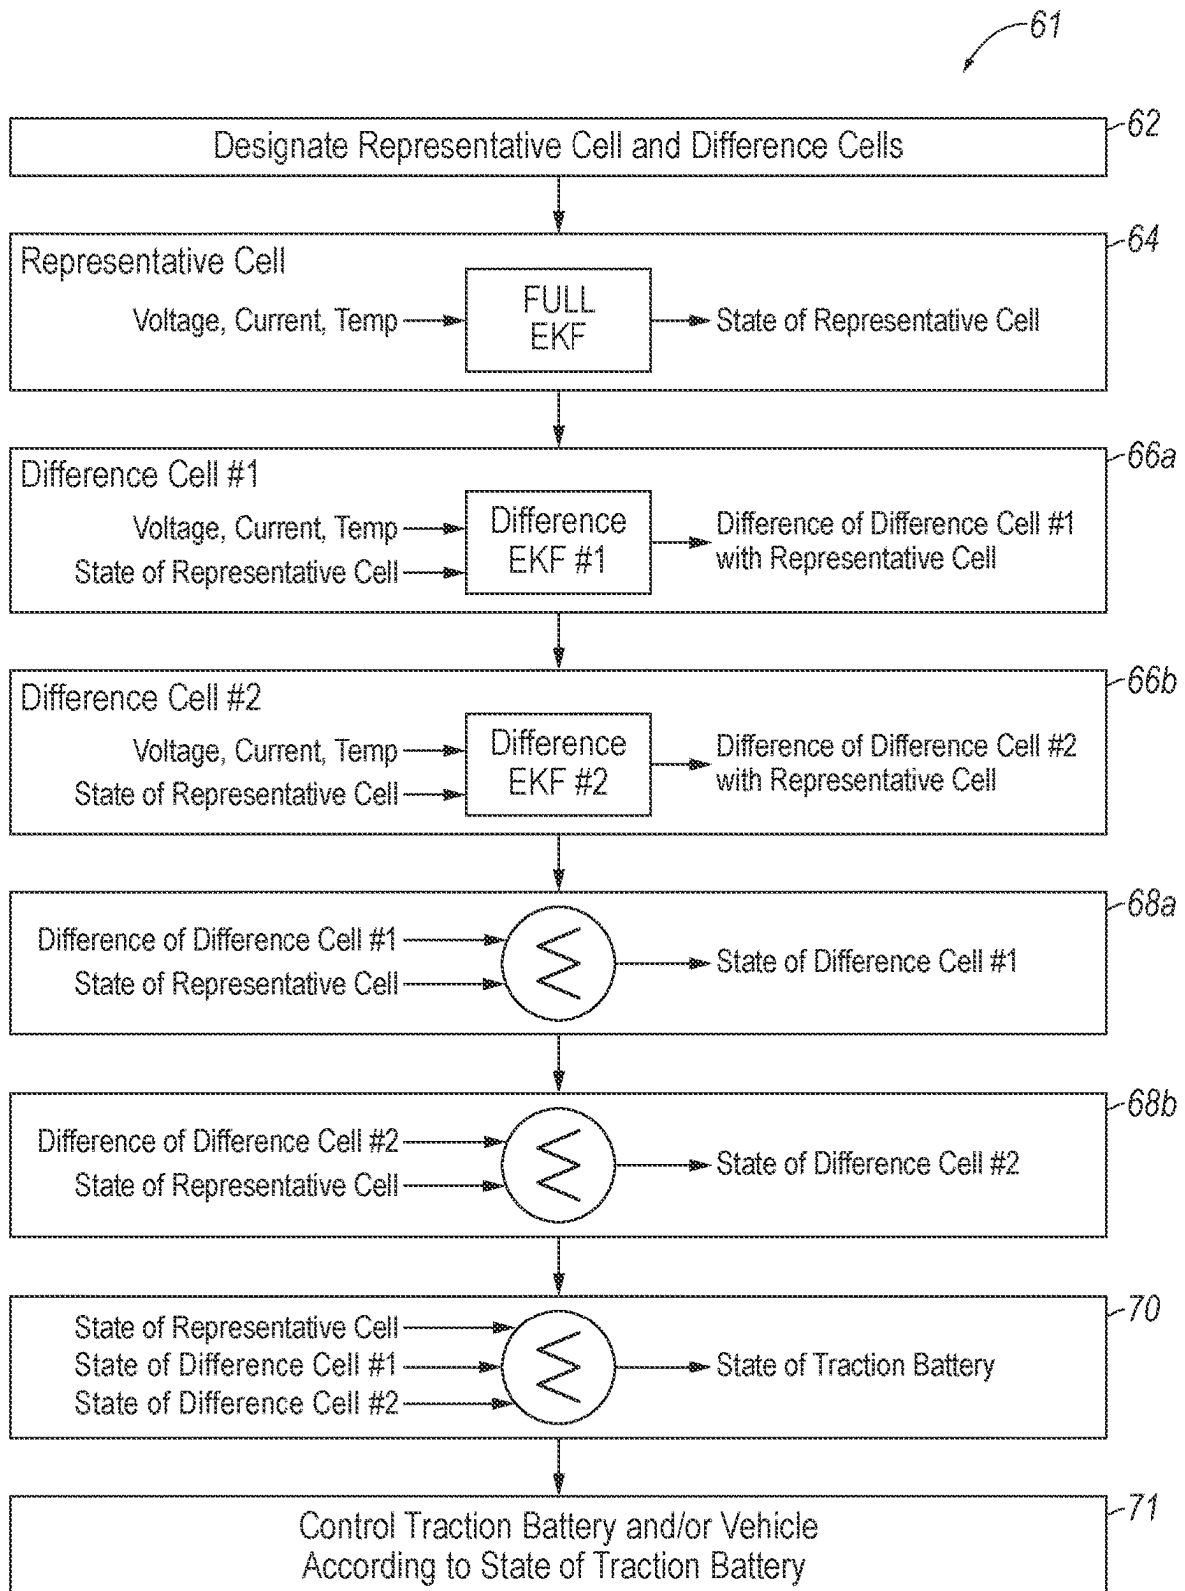 61
Designate Representative Cell and Difference Cells
62
Representative Cell
64
Voltage, Current, Temp
FULL
EKF
State of Representative Cell
Difference Cell #1
66a
Voltage, Current, Temp
State of Representative Cell
Difference
EKF #1
Difference of Difference Cell #1
with Representative Cell
Difference Cell #2
66b
Voltage, Current, Temp
State of Representative Cell
Difference
EKF #2
Difference of Difference Cell #2
with Representative Cell
68a
Difference of Difference Cell #1
State of Representative Cell
State of Difference Cell #1
68b
Difference of Difference Cell #2
State of Representative Cell
State of Difference Cell #2
70
State of Representative Cell
State of Difference Cell #1
State of Difference Cell #2
State of Traction Battery
71
Control Traction Battery and/or Vehicle
According to State of Traction Battery